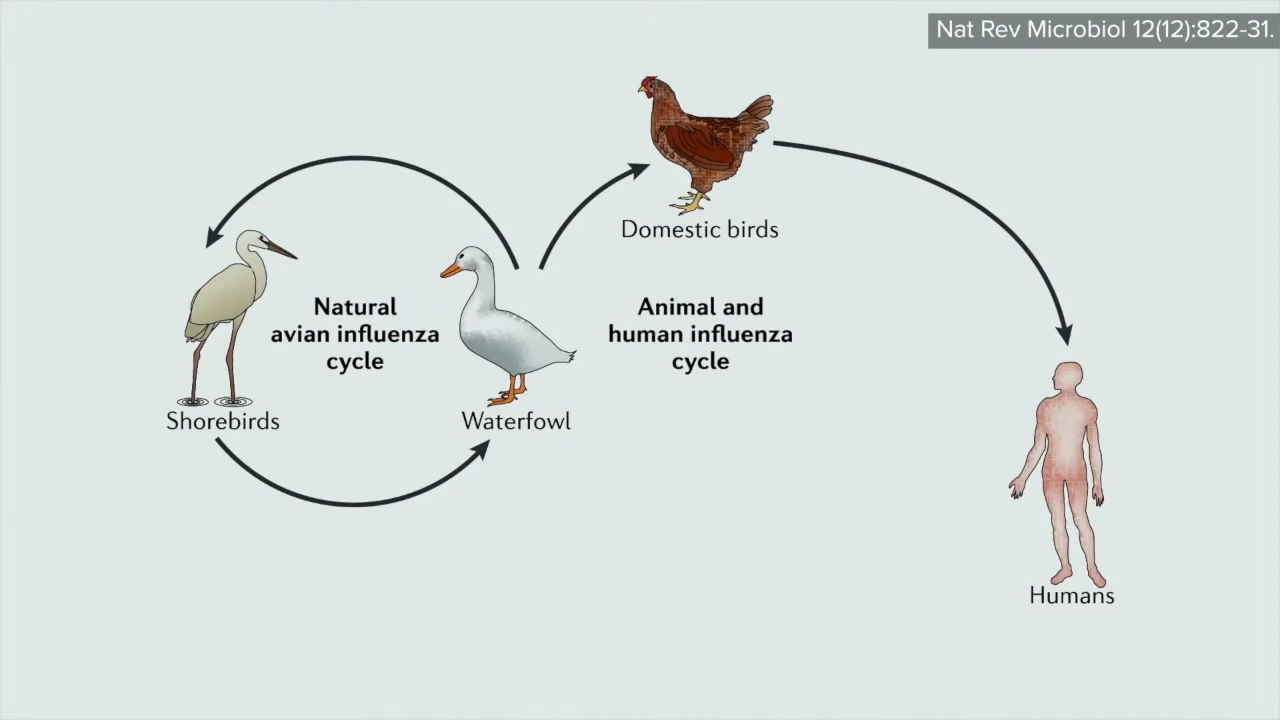 Nat Rev Microbiol 12(12):822-31.
Domestic birds
Natural
avian influenza
cycle
Animal and
human influenza
cycle
Shorebirds
Waterfowl
Humans